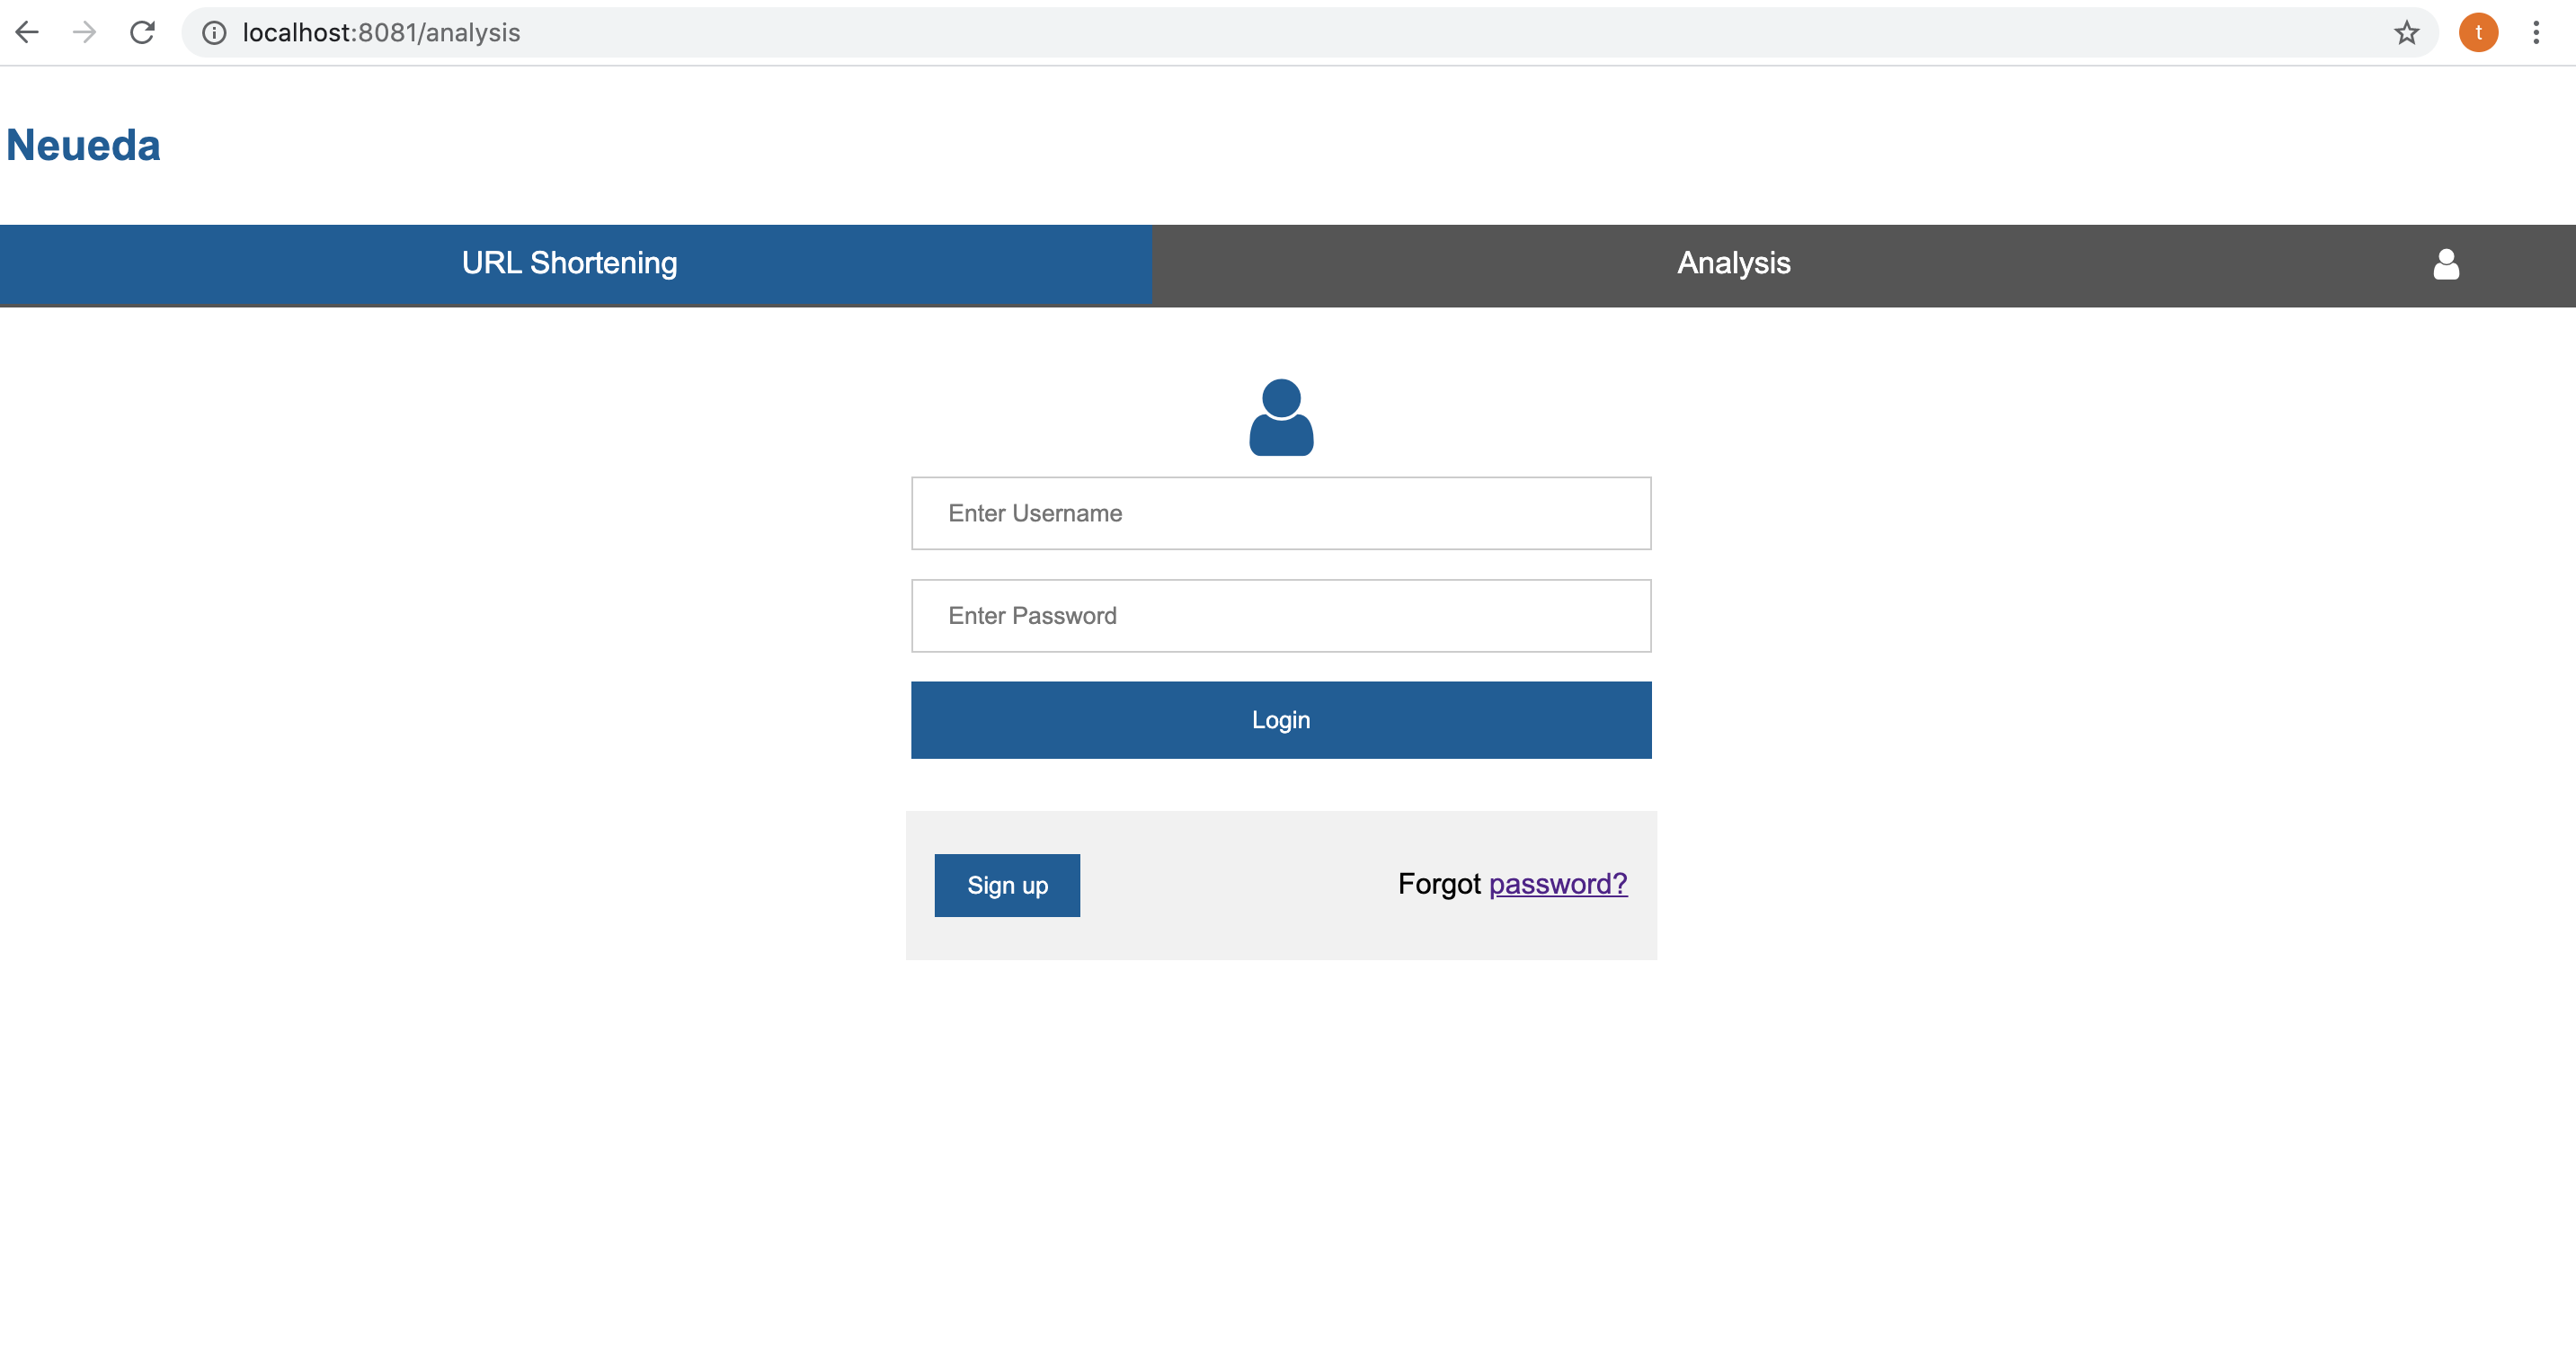 localhost:8081/analysis
t
Neueda
URL Shortening
Analysis
Enter Username
Enter Password
Login
Sign up
Forgot password?